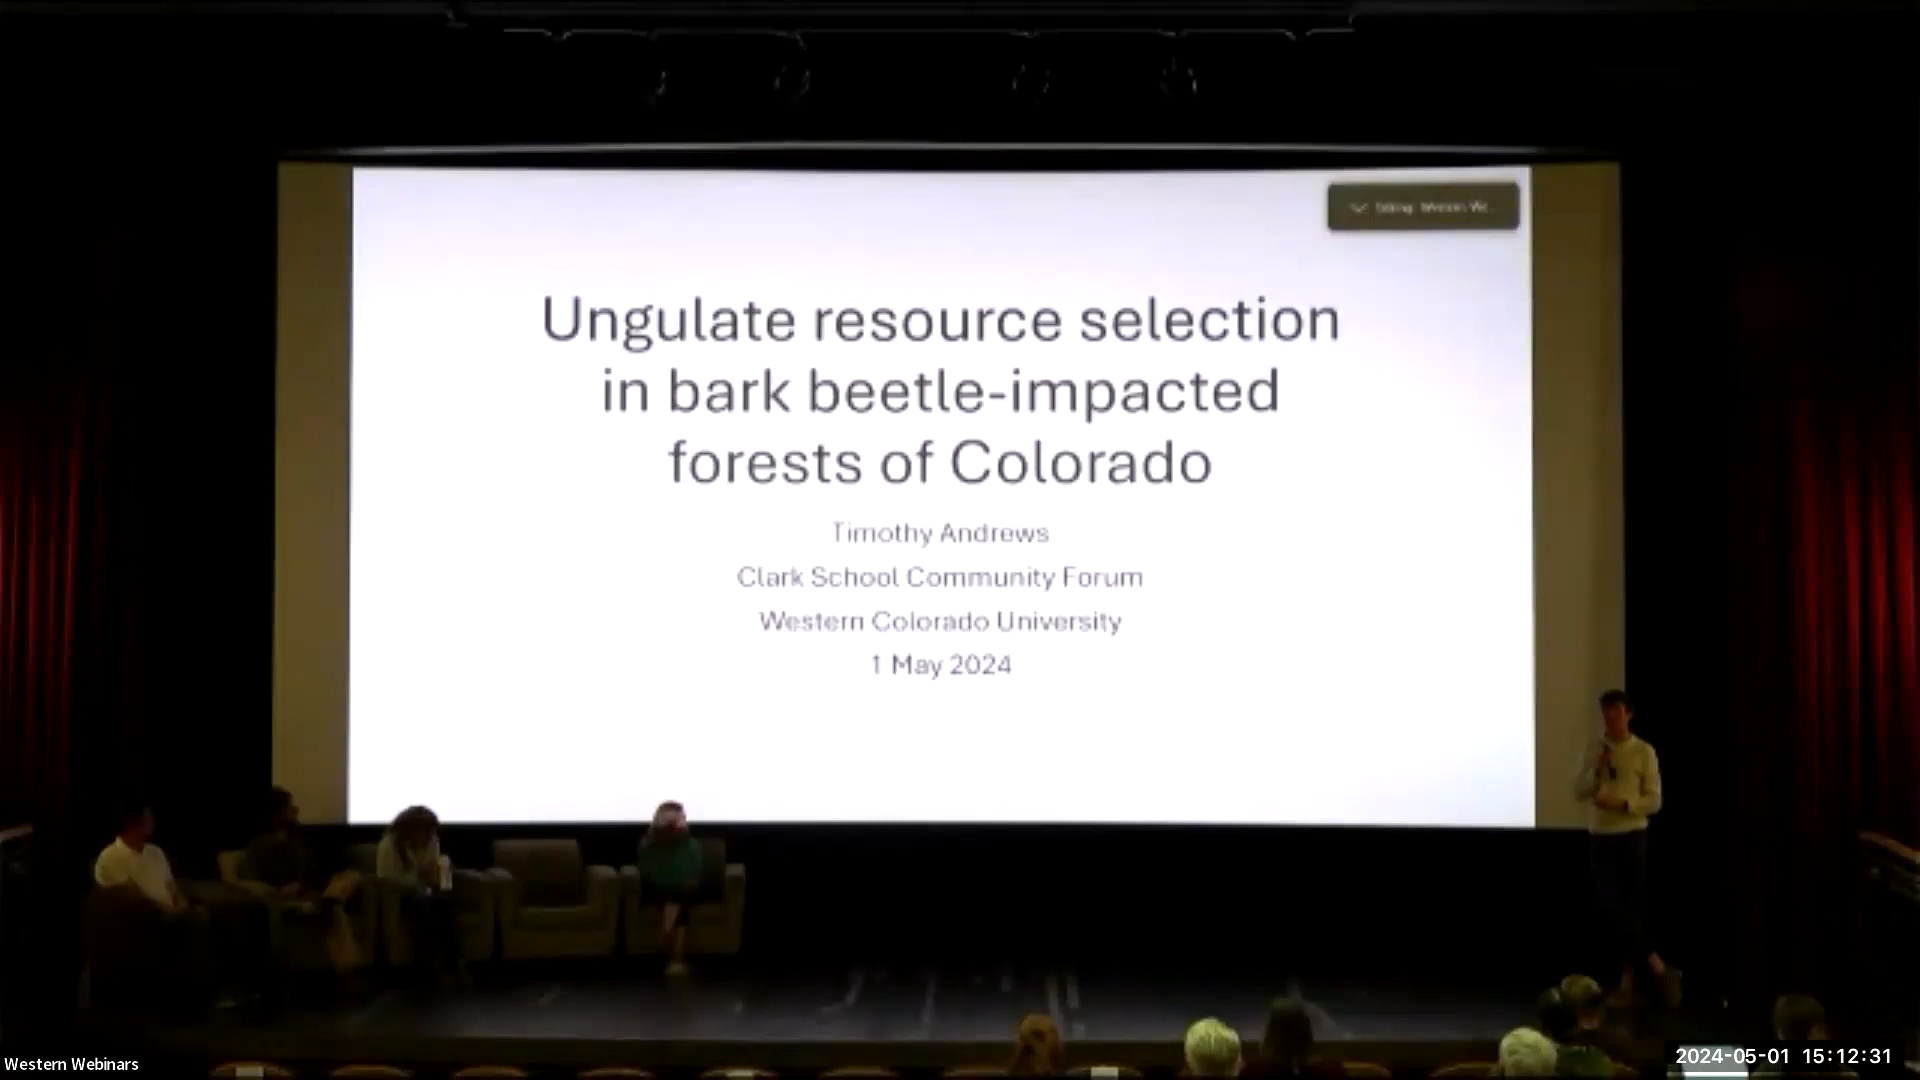 Ungulate resource selection
in bark beetle-impacted
forests of Colorado
Timothy Andrews
Clark School Community Forum
Western Colorado University
1 May 2024
Western Webinars
2024-05-01 15:12:31